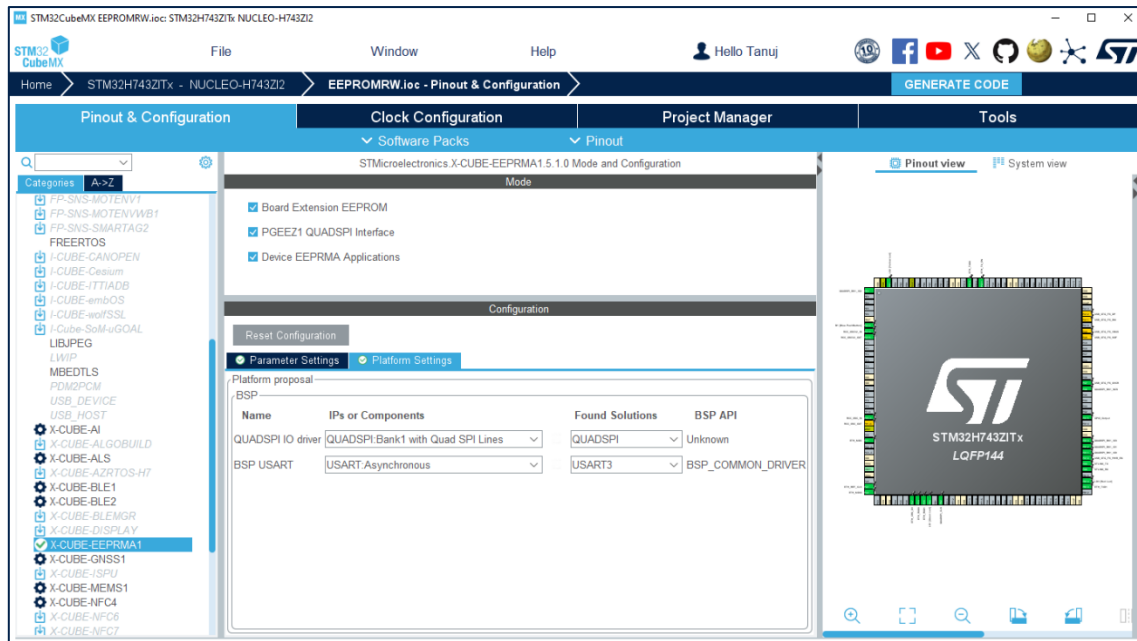 MX STM32CubeMX EEPROMRW.ioc: STM32H743ZITx NUCLEO-H743ZI2
STM32 CubeMX
File Window Help Hello Tanuj
10
Home STM32H743ZITx - NUCLEO-H743ZI2 EEPROMRW.ioc - Pinout & Configuration GENERATE CODE
Pinout & Configuration Clock Configuration Project Manager Tools
Software Packs Pinout
STMicroelectronics.X-CUBE-EEPRMA1.5.1.0 Mode and Configuration
Categories A->Z
FP-SNS-MOTENV1
FP-SNS-MOTENVWB1
FP-SNS-SMARTAG2
FREERTOS
I-CUBE-CANOPEN
I-CUBE-Cesium
I-CUBE-ITTIADB
I-CUBE-embOS
I-CUBE-wolfSSL
I-Cube-SoM-uGOAL
LIBJPEG
LWIP
MBEDTLS
PDM2PCM
USB_DEVICE
USB_HOST
X-CUBE-AI
X-CUBE-ALGOBUILD
X-CUBE-ALS
X-CUBE-AZRTOS-H7
X-CUBE-BLE1
X-CUBE-BLE2
X-CUBE-BLEMGR
X-CUBE-DISPLAY
X-CUBE-EEPRMA1
X-CUBE-GNSS1
X-CUBE-ISPU
X-CUBE-MEMS1
X-CUBE-NFC4
X-CUBE-NFC6
X-CUBE-NFC7
Mode
Board Extension EEPROM
PGEEZ1 QUADSPI Interface
Device EEPRMA Applications
Configuration
Reset Configuration
Parameter Settings Platform Settings
Platform proposal
BSP
Name IPs or Components Found Solutions BSP API
QUADSPI IO driver QUADSPI:Bank1 with Quad SPI Lines QUADSPI Unknown
BSP USART USART:Asynchronous USART3 BSP_COMMON_DRIVER
Pinout view System view
ST
STM32H743ZITx
LQFP144